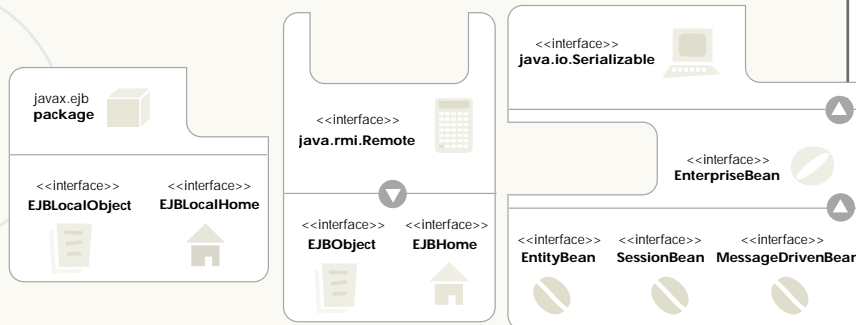 javax.ejb
package
<<interface>>
EJBLocalObject
<<interface>>
EJBLocalHome
<<interface>>
java.rmi.Remote
<<interface>>
EJBObject
<<interface>>
EJBHome
<<interface>>
java.io.Serializable
<<interface>>
EnterpriseBean
<<interface>>
EntityBean
<<interface>>
SessionBean
<<interface>>
MessageDrivenBean